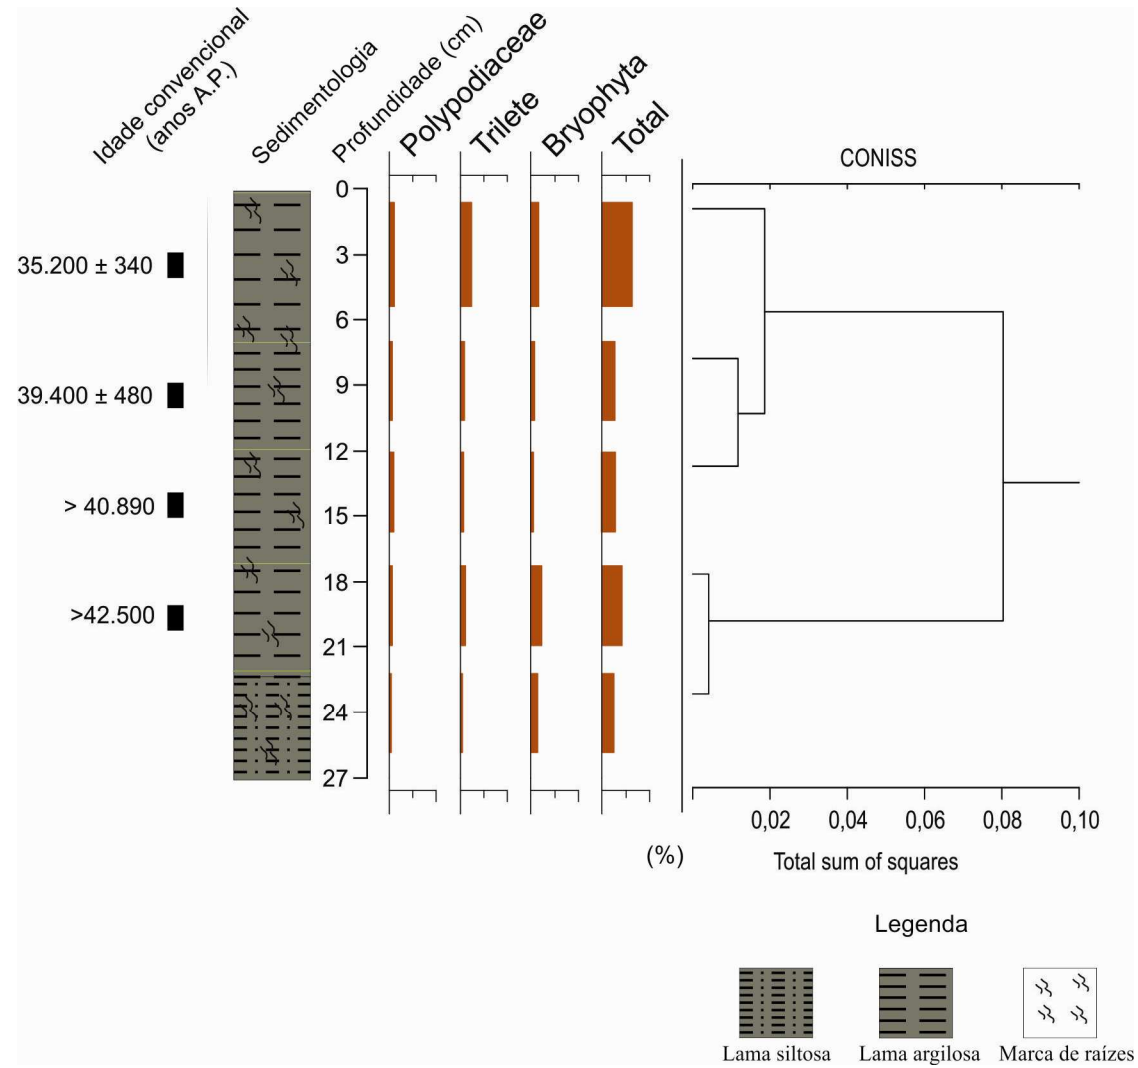 Idade convencional
(anos A.P.)
Sedimentologia
Profundidade (cm)
Polypodiaceae
Trilete
Bryophyta
Total
CONISS
0
3
6
9
12
15
18
21
24
27
35.200 ± 340
39.400 ± 480
> 40.890
>42.500
0,02 0,04 0,06 0,08 0,10
(%)
Total sum of squares
Legenda
Lama siltosa Lama argilosa Marca de raízes